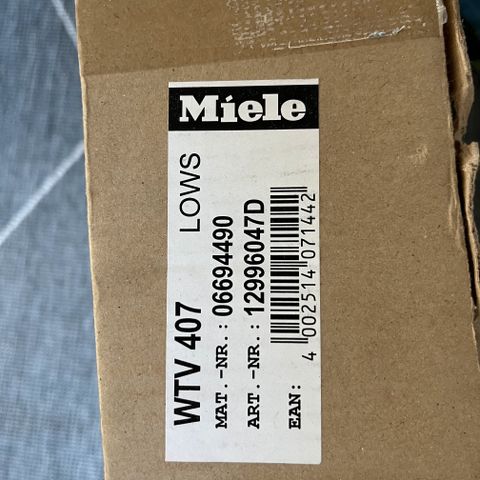 Miele
WTV 407 LOWS
MAT.-NR.: 06694490
ART.-NR.: 12996047D
EAN: 4 002514 071442